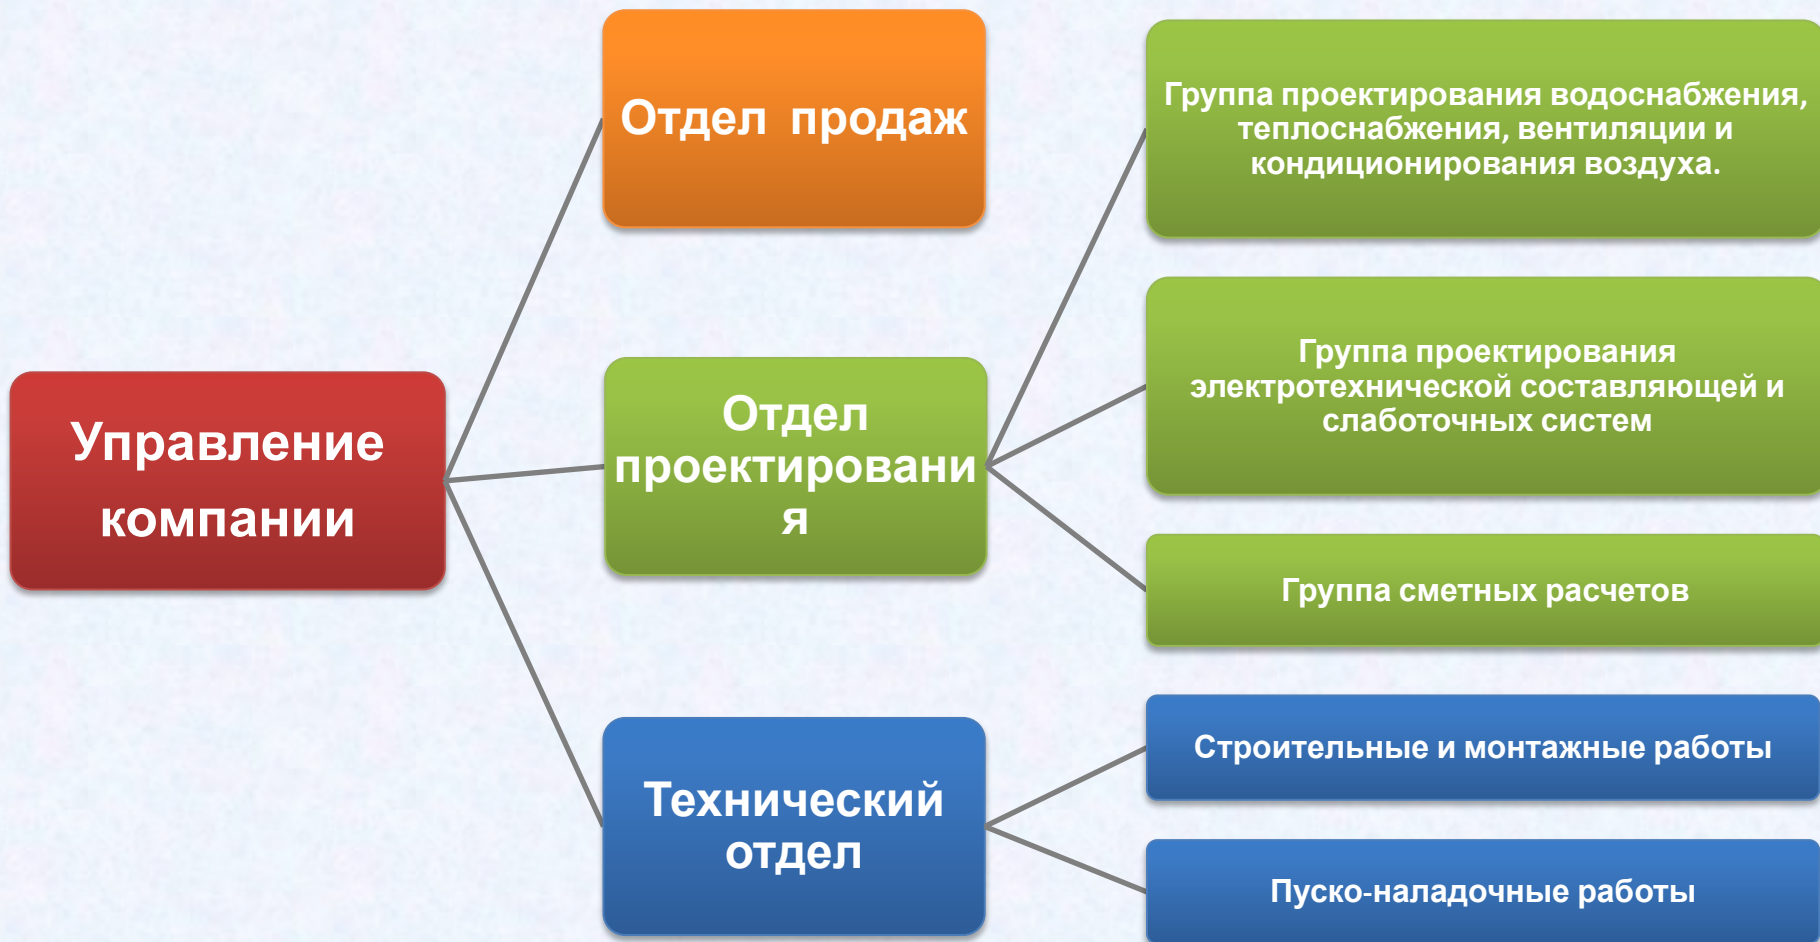 Отдел продаж
Группа проектирования водоснабжения,
теплоснабжения, вентиляции и
кондиционирования воздуха.
Группа проектирования
электротехнической составляющей и
слаботочных систем
Управление
компании
Отдел
проектировани
я
Группа сметных расчетов
Строительные и монтажные работы
Технический
отдел
Пуско-наладочные работы